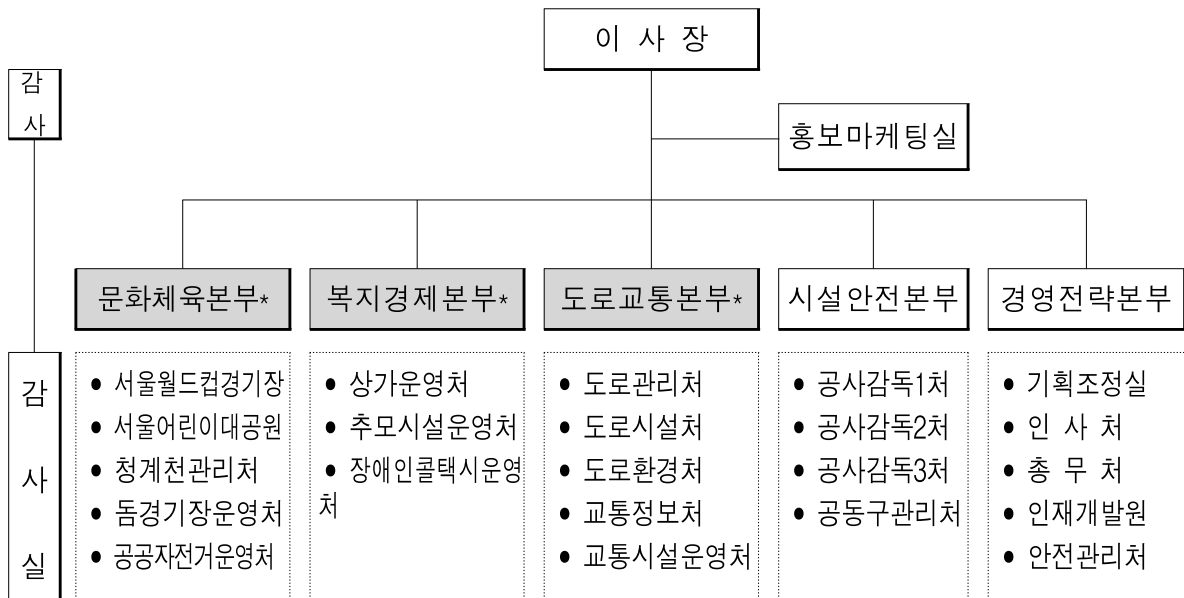 이 사 장
감
사
홍보마케팅실
문화체육본부*
복지경제본부*
도로교통본부*
시설안전본부
경영전략본부
감
사
실
● 서울월드컵경기장
● 서울어린이대공원
● 청계천관리처
● 돔경기장운영처
● 공공자전거운영처
● 상가운영처
● 추모시설운영처
● 장애인콜택시운영
처
● 도로관리처
● 도로시설처
● 도로환경처
● 교통정보처
● 교통시설운영처
● 공사감독1처
● 공사감독2처
● 공사감독3처
● 공동구관리처
● 기획조정실
● 인 사 처
● 총 무 처
● 인재개발원
● 안전관리처